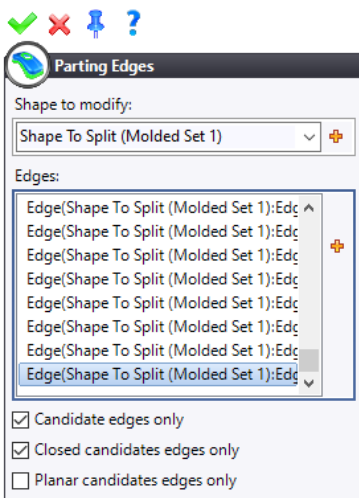 ?
Parting Edges
Shape to modify:
Shape To Split (Molded Set 1)
Edges:
Edge(Shape To Split (Molded Set 1):Edg
Edge(Shape To Split (Molded Set 1):Edg
Edge(Shape To Split (Molded Set 1):Edg
Edge(Shape To Split (Molded Set 1):Edg
Edge(Shape To Split (Molded Set 1):Edg
Edge(Shape To Split (Molded Set 1):Edg
Edge(Shape To Split (Molded Set 1):Edg
Edge(Shape To Split (Molded Set 1):Edg
Candidate edges only
Closed candidates edges only
Planar candidates edges only